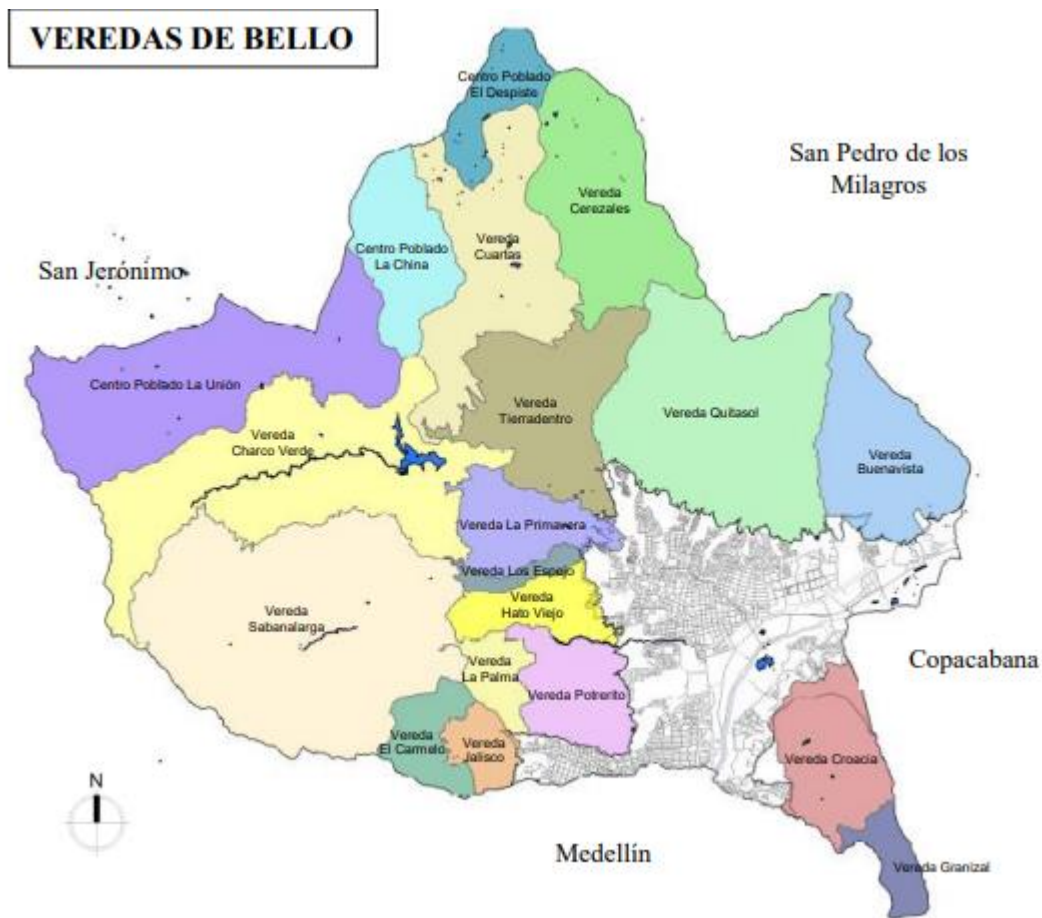 VEREDAS DE BELLO
Centro Poblado
El Despiste
San Pedro de los
Milagros
Vereda
Cerezales
Vereda
Cuartas
Centro Poblado
La China
San Jerónimo
Centro Poblado La Unión
Vereda
Tierradentro
Vereda Quitasol
Vereda
Charco Verde
Vereda
Buenavista
Vereda La Primavera
Vereda Los Espejo
Vereda
Hato Viejo
Vereda
Sabanalarga
Vereda
La Palma
Copacabana
Vereda Potrerito
Vereda
El Carmelo
Vereda
Jalisco
Vereda Croacia
N
Medellín
Vereda Granizal